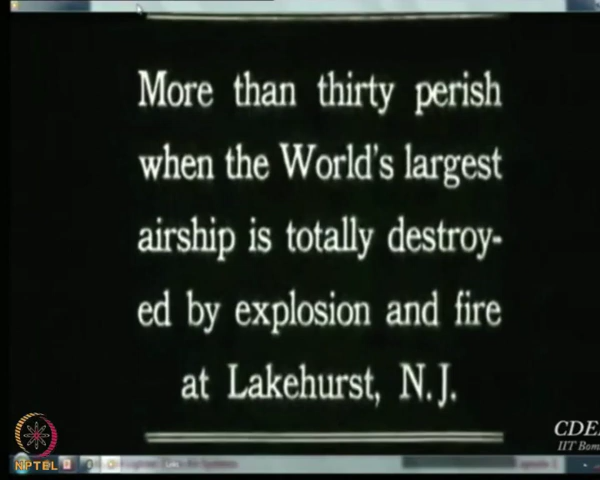 More than thirty perish
when the World's largest
airship is totally destroy-
ed by explosion and fire
at Lakehurst, N.J.
CDE
IIT Bom
NPTEL